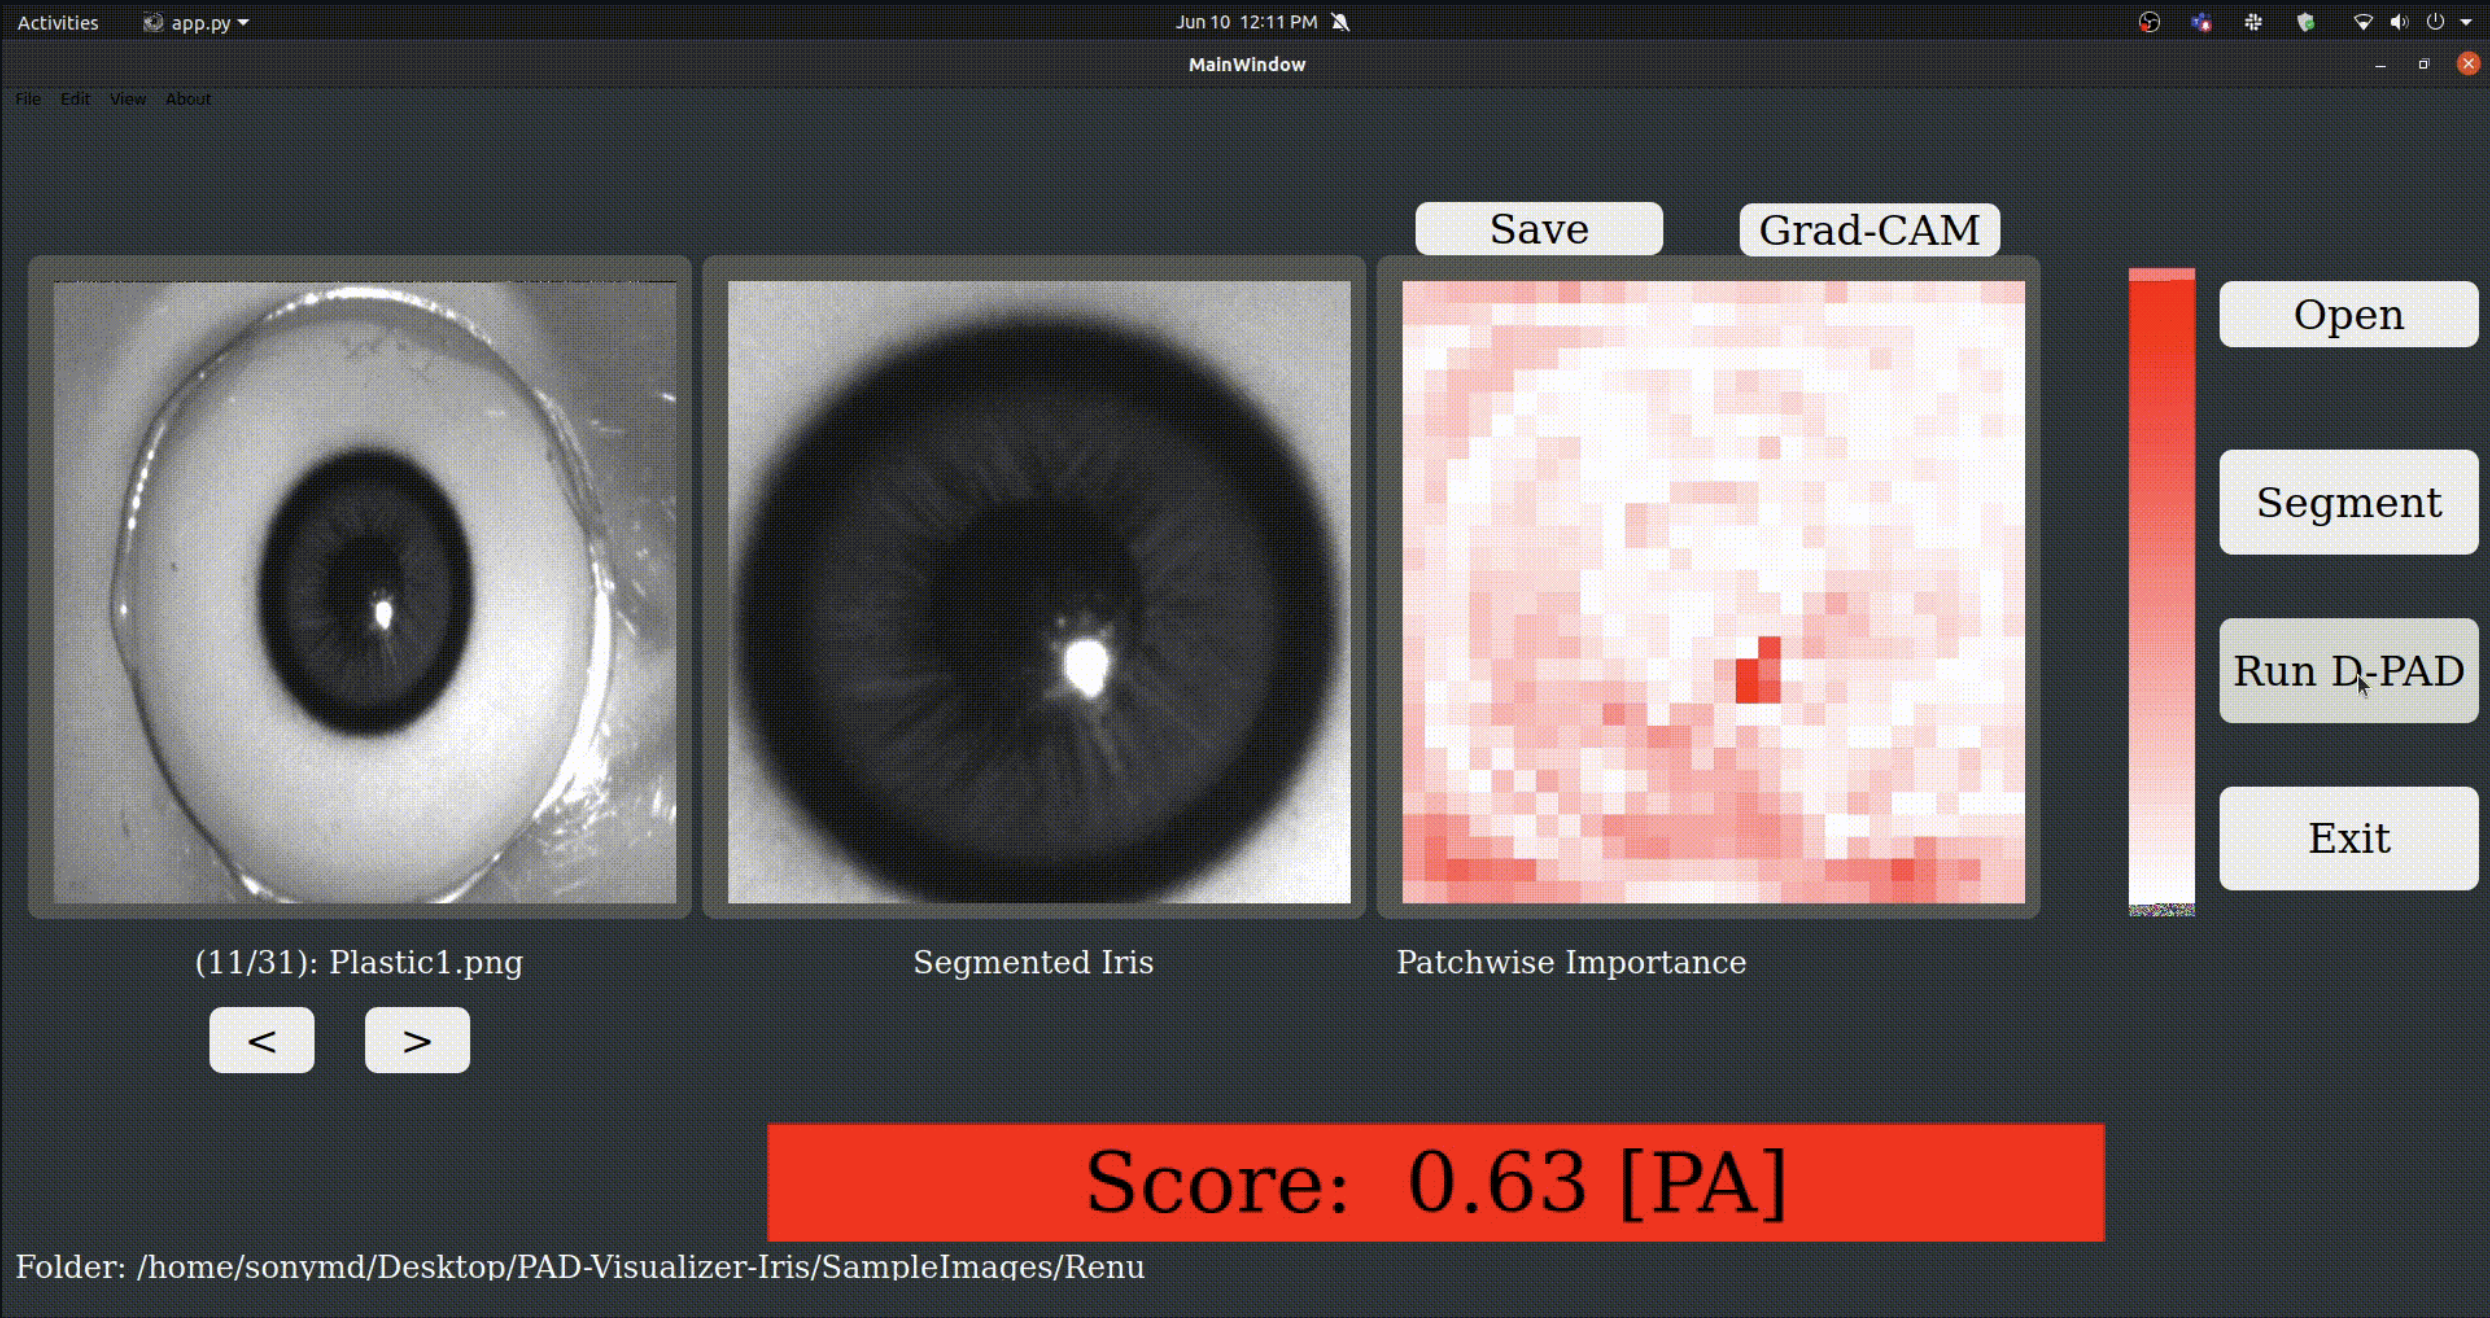 Activities app.py Jun 10 12:11 PM
MainWindow
File Edit View About
Save Grad-CAM
Open
Segment
Run D-PAD
Exit
(11/31): Plastic1.png Segmented Iris Patchwise Importance
< >
Score: 0.63 [PA]
Folder: /home/sonymd/Desktop/PAD-Visualizer-Iris/SampleImages/Renu